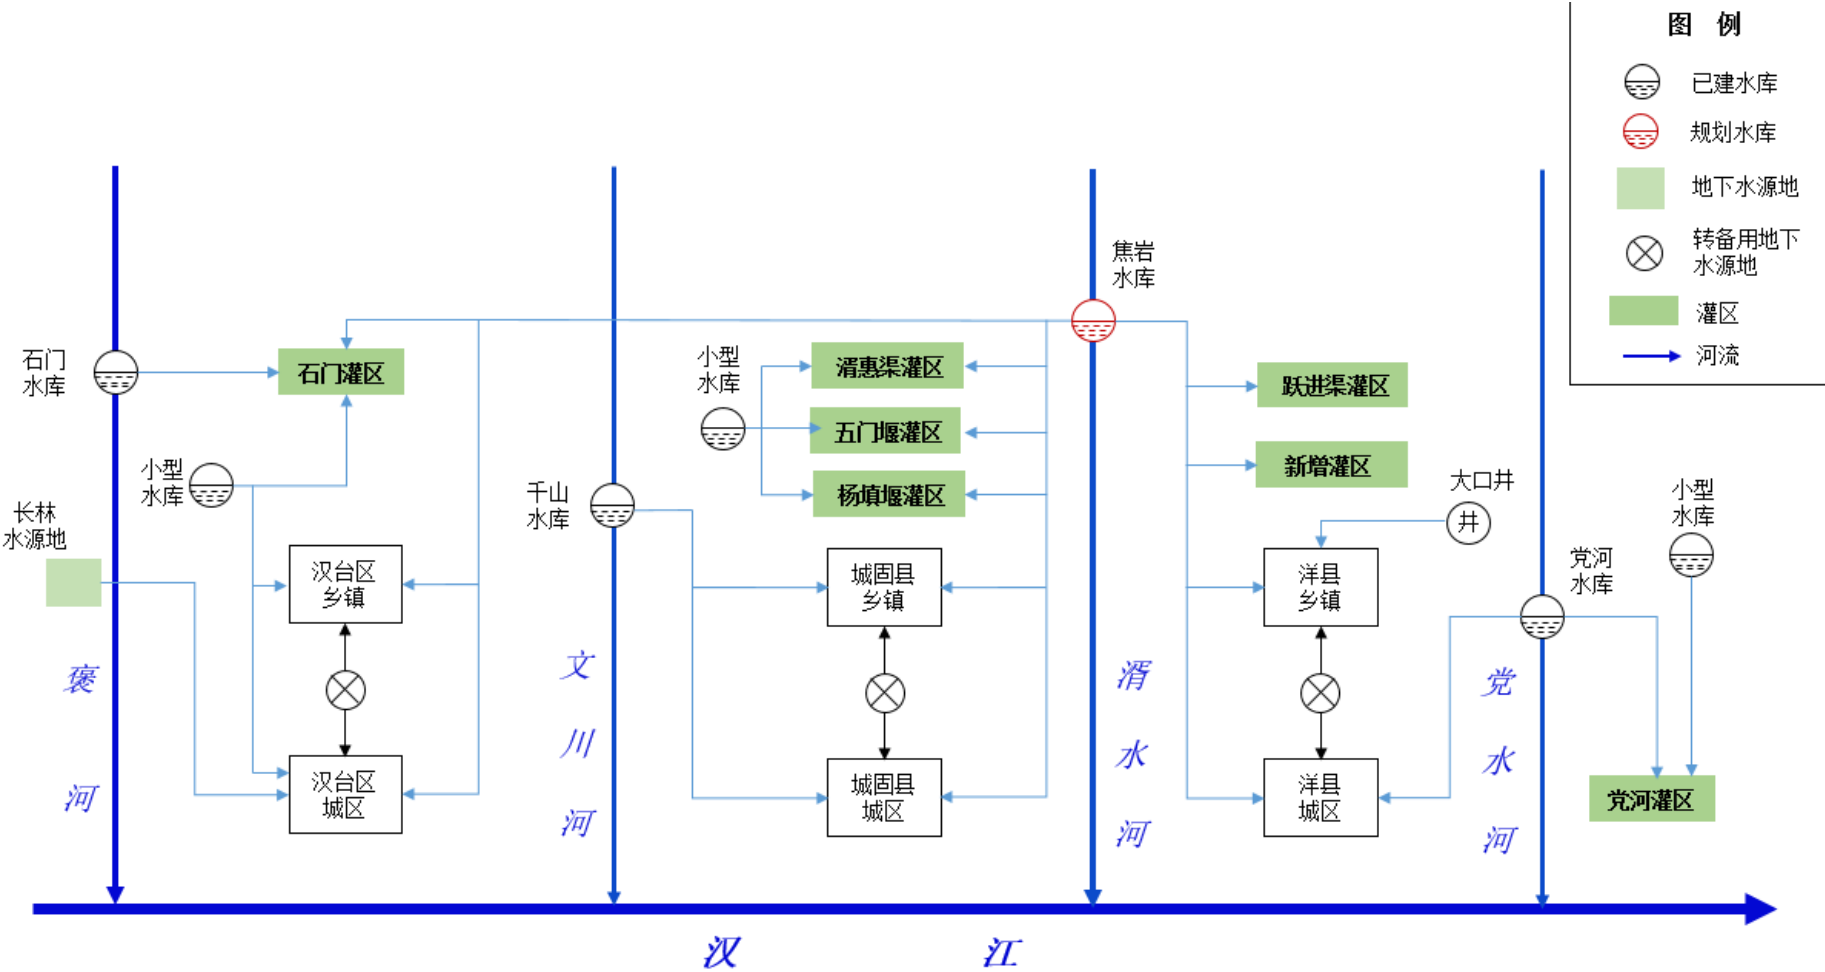 图 例
已建水库
规划水库
地下水源地
转备用地下
水源地
灌区
河流
焦岩
水库
石门
水库
石门灌区
小型
水库
湑惠渠灌区
五门堰灌区
杨填堰灌区
跃进渠灌区
新增灌区
小型
水库
长林
水源地
千山
水库
大口井
井
小型
水库
党河
水库
汉台区
乡镇
城固县
乡镇
洋县
乡镇
汉台区
城区
城固县
城区
洋县
城区
党河灌区
褒
河
文
川
河
湑
水
河
党
水
河
汉 江